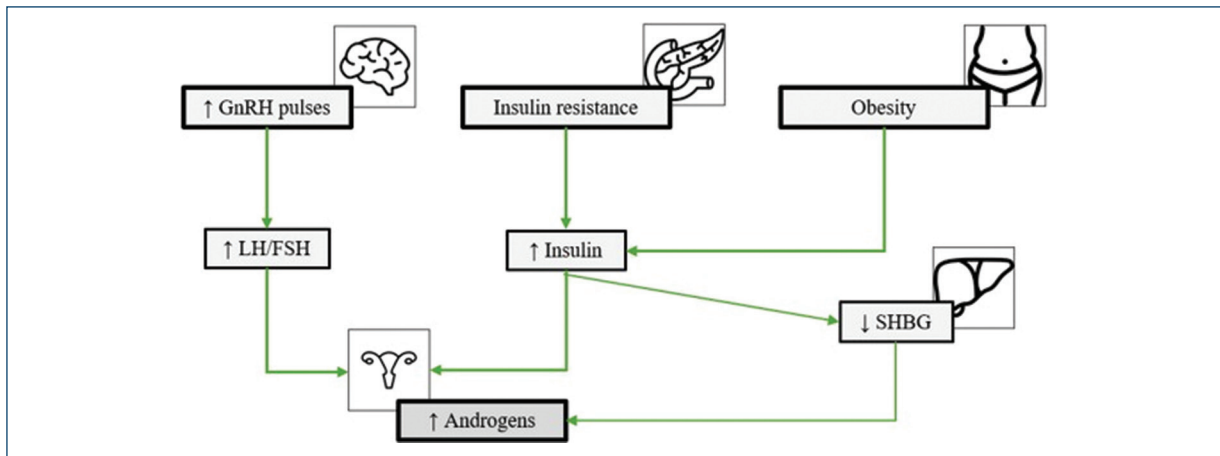 ↑ GnRH pulses
Insulin resistance
Obesity
↑ LH/FSH
↑ Insulin
↓ SHBG
↑ Androgens